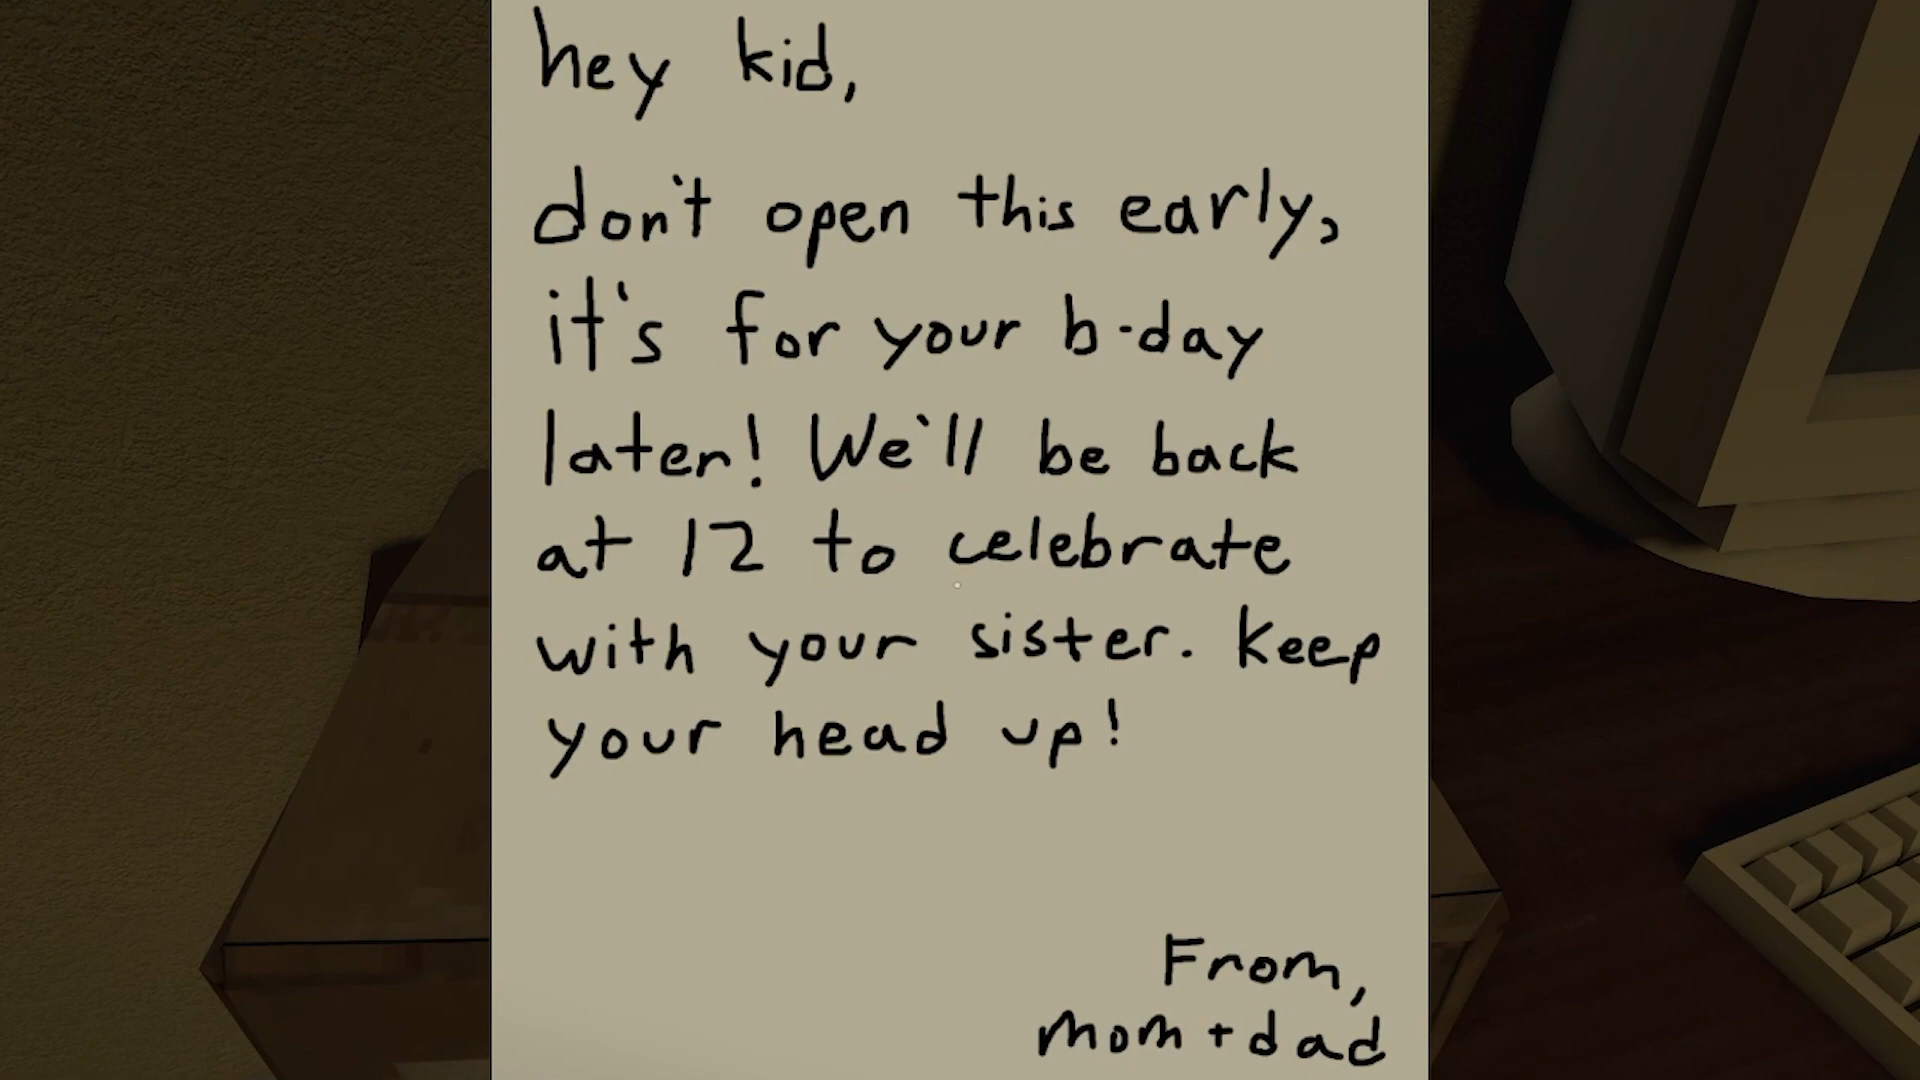 hey kid,
don't open this early,
it's for your b-day
later! We'll be back
at 12 to celebrate
with your sister. Keep
your head up!
From,
mom + dad